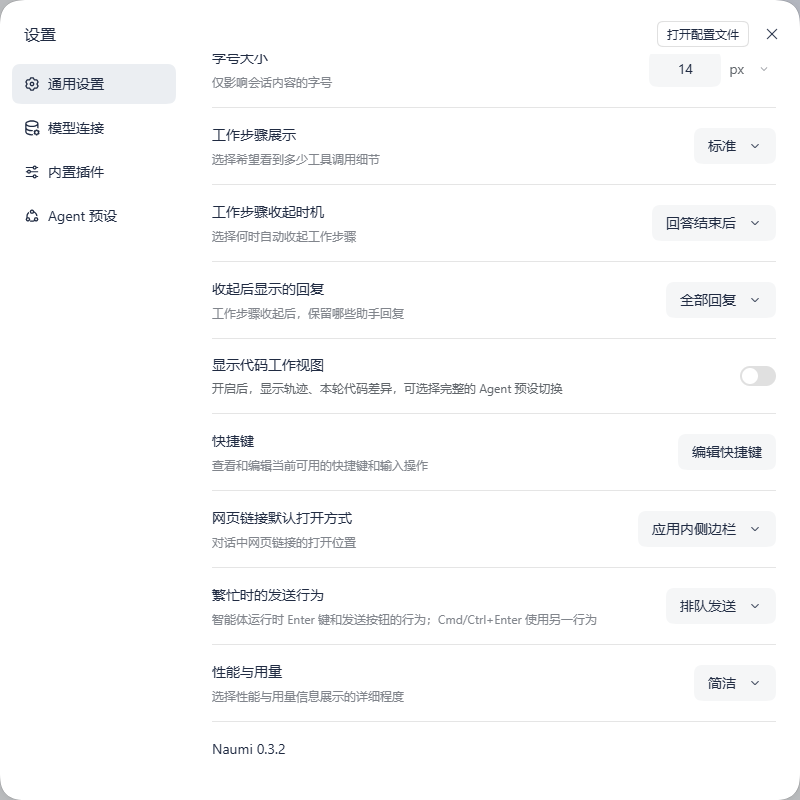 设置
打开配置文件
通用设置
模型连接
内置插件
Agent 预设
字号大小
仅影响会话内容的字号
14
px
工作步骤展示
选择希望看到多少工具调用细节
标准
工作步骤收起时机
选择何时自动收起工作步骤
回答结束后
收起后显示的回复
工作步骤收起后，保留哪些助手回复
全部回复
显示代码工作视图
开启后，显示轨迹、本轮代码差异，可选择完整的 Agent 预设切换
快捷键
查看和编辑当前可用的快捷键和输入操作
编辑快捷键
网页链接默认打开方式
对话中网页链接的打开位置
应用内侧边栏
繁忙时的发送行为
智能体运行时 Enter 键和发送按钮的行为；Cmd/Ctrl+Enter 使用另一行为
排队发送
性能与用量
选择性能与用量信息展示的详细程度
简洁
Naumi 0.3.2